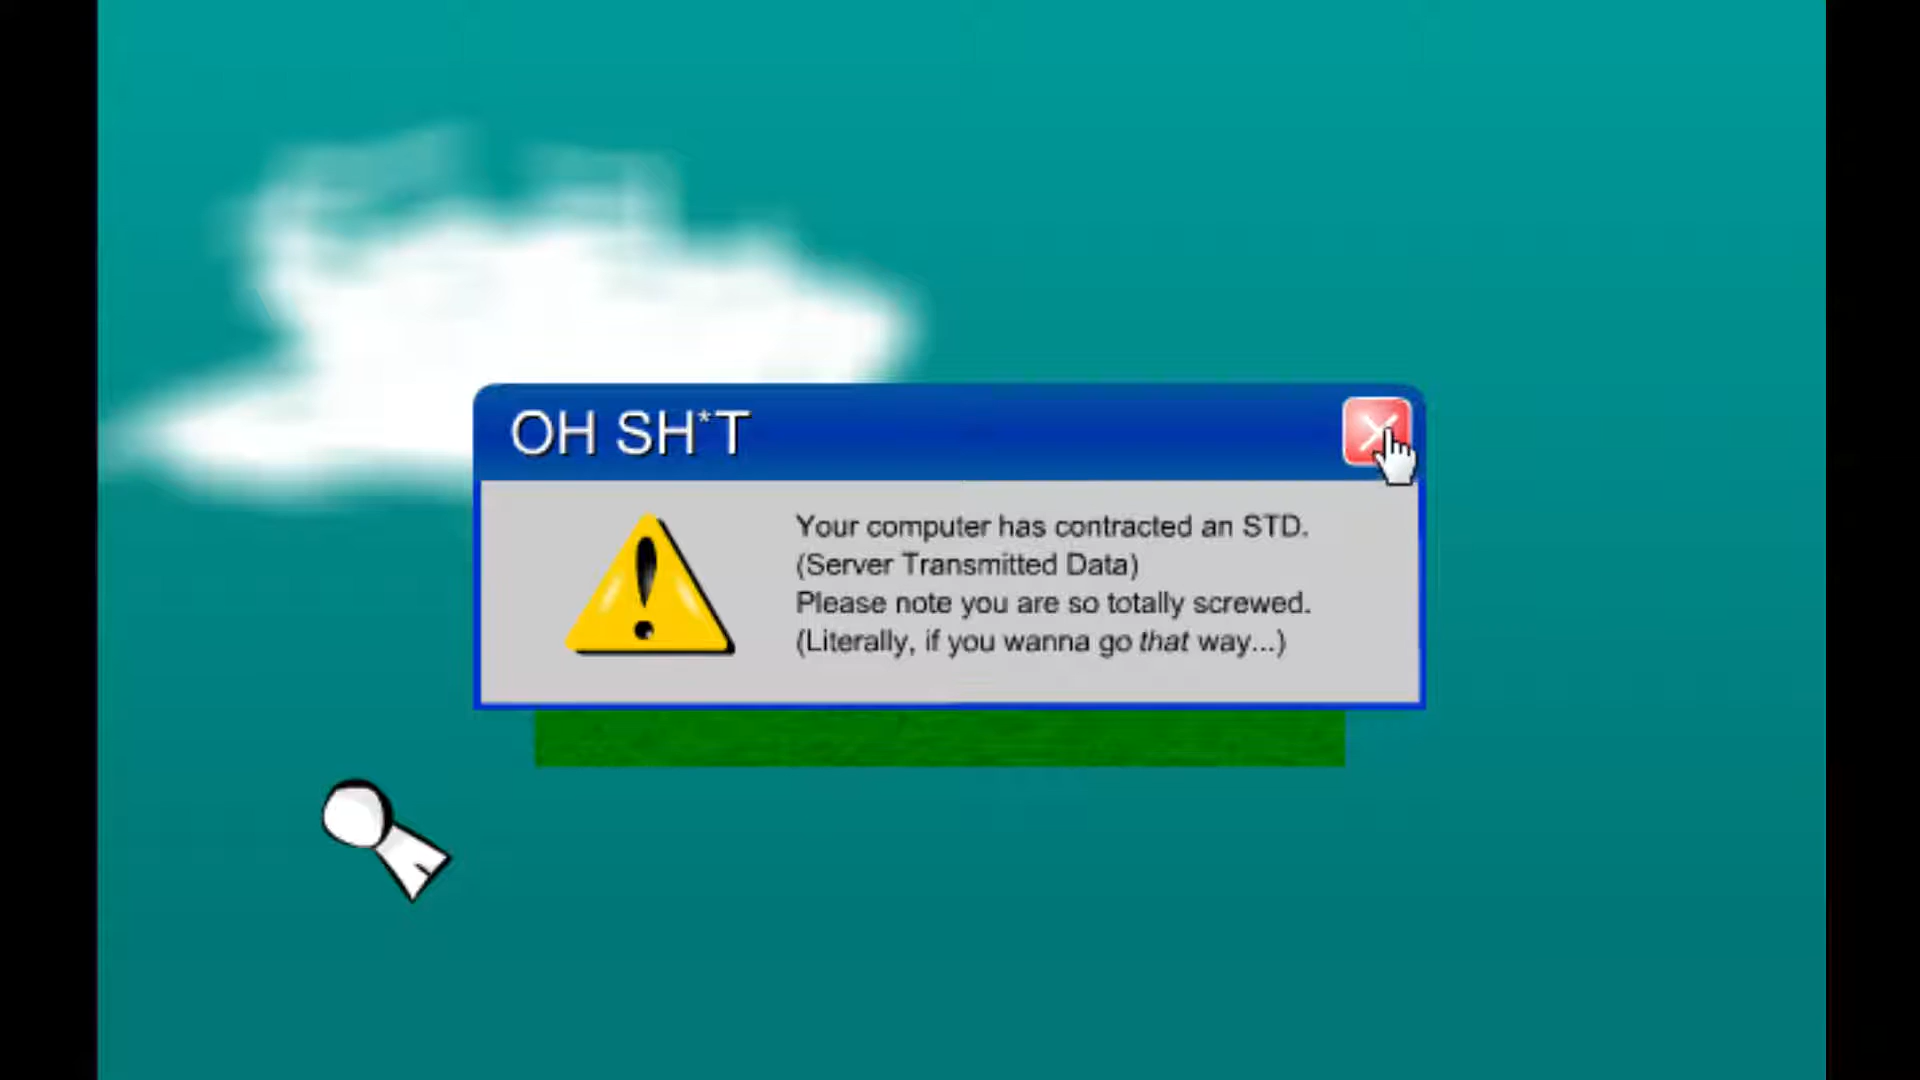 OH SH*T
Your computer has contracted an STD.
(Server Transmitted Data)
Please note you are so totally screwed.
(Literally, if you wanna go that way...)